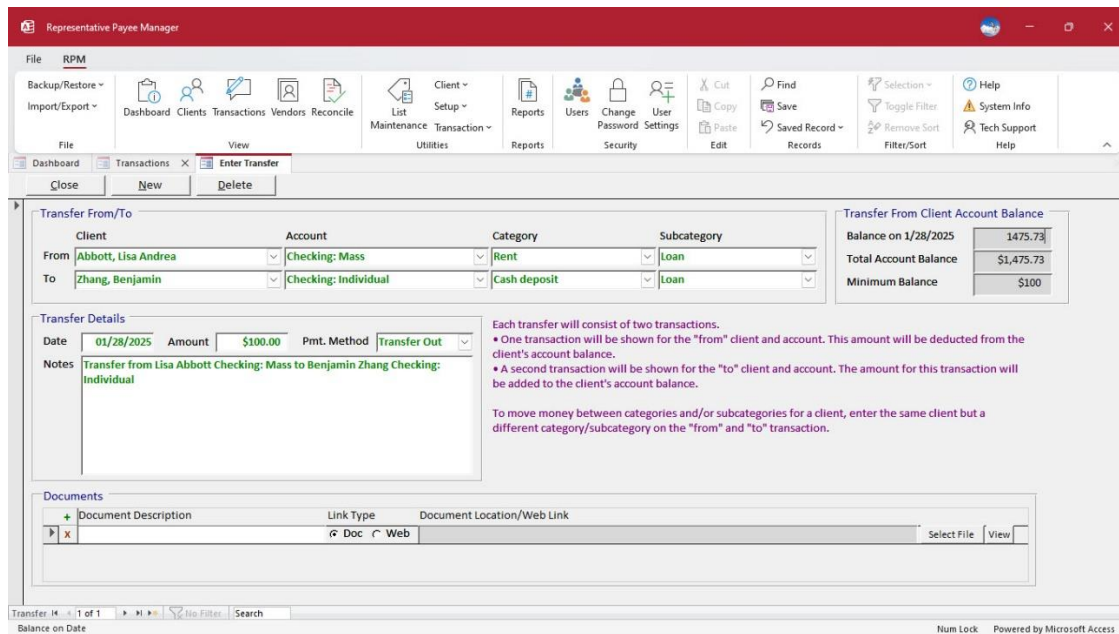 Representative Payee Manager
File RPM
Backup/Restore
Import/Export
Dashboard Clients Transactions Vendors Reconcile
List Maintenance
Client
Setup
Transaction
Reports
Users Change Password User Settings
Cut
Copy
Paste
Find
Save
Saved Record
Selection
Toggle Filter
Remove Sort
Help
System Info
Tech Support
File View Utilities Reports Security Edit Records Filter/Sort Help
Dashboard Transactions Enter Transfer
Close New Delete
Transfer From/To
Client Account Category Subcategory
From Abbott, Lisa Andrea Checking: Mass Rent Loan
To Zhang, Benjamin Checking: Individual Cash deposit Loan
Transfer From Client Account Balance
Balance on 1/28/2025 1475.73
Total Account Balance $1,475.73
Minimum Balance $100
Transfer Details
Date 01/28/2025 Amount $100.00 Pmt. Method Transfer Out
Notes Transfer from Lisa Abbott Checking: Mass to Benjamin Zhang Checking:
Individual
Each transfer will consist of two transactions.
• One transaction will be shown for the "from" client and account. This amount will be deducted from the
client's account balance.
• A second transaction will be shown for the "to" client and account. The amount for this transaction will
be added to the client's account balance.
To move money between categories and/or subcategories for a client, enter the same client but a
different category/subcategory on the "from" and "to" transaction.
Documents
+ Document Description Link Type Document Location/Web Link
X Doc Web Select File View
Transfer 1 of 1 No Filter Search
Balance on Date Num Lock Powered by Microsoft Access